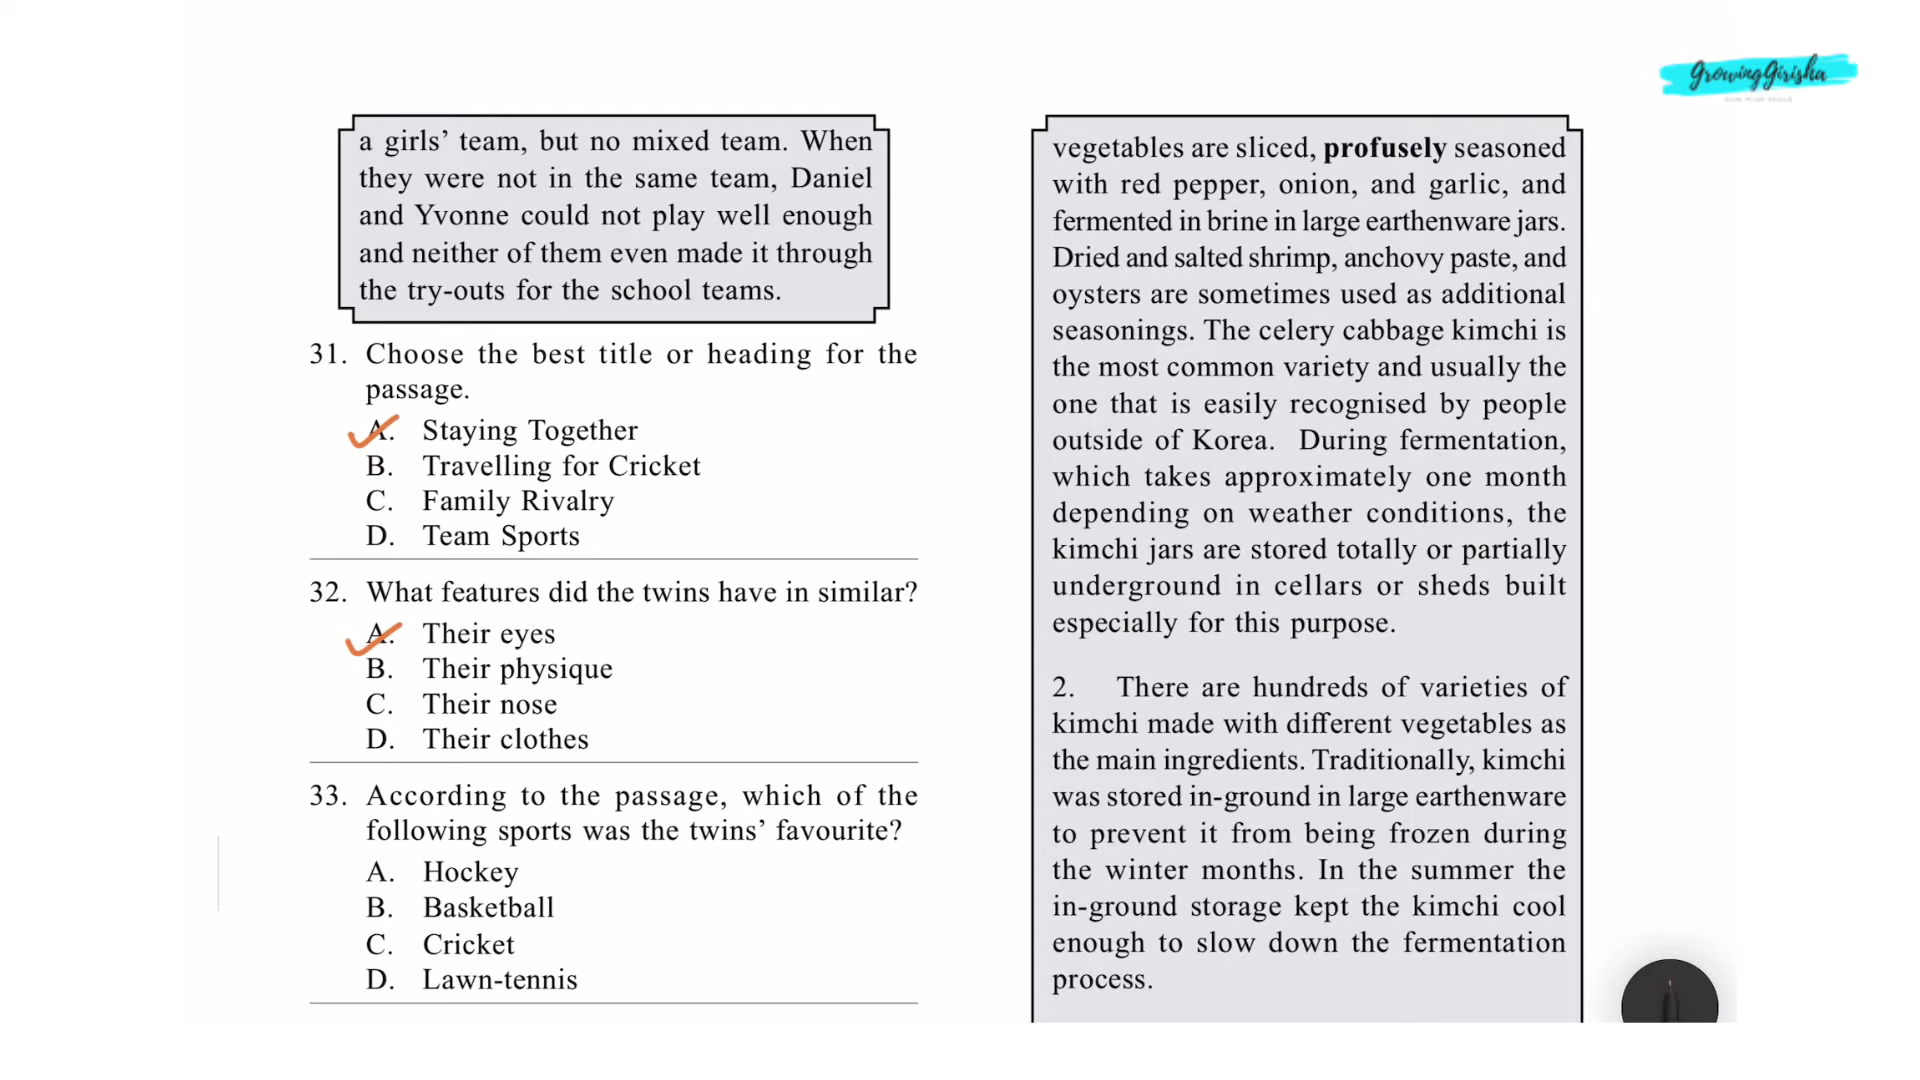 GrowingGirisha
a girls’ team, but no mixed team. When
they were not in the same team, Daniel
and Yvonne could not play well enough
and neither of them even made it through
the try-outs for the school teams.
31. Choose the best title or heading for the
passage.
A. Staying Together
B. Travelling for Cricket
C. Family Rivalry
D. Team Sports
32. What features did the twins have in similar?
A. Their eyes
B. Their physique
C. Their nose
D. Their clothes
33. According to the passage, which of the
following sports was the twins’ favourite?
A. Hockey
B. Basketball
C. Cricket
D. Lawn-tennis
vegetables are sliced, profusely seasoned
with red pepper, onion, and garlic, and
fermented in brine in large earthenware jars.
Dried and salted shrimp, anchovy paste, and
oysters are sometimes used as additional
seasonings. The celery cabbage kimchi is
the most common variety and usually the
one that is easily recognised by people
outside of Korea. During fermentation,
which takes approximately one month
depending on weather conditions, the
kimchi jars are stored totally or partially
underground in cellars or sheds built
especially for this purpose.
2. There are hundreds of varieties of
kimchi made with different vegetables as
the main ingredients. Traditionally, kimchi
was stored in-ground in large earthenware
to prevent it from being frozen during
the winter months. In the summer the
in-ground storage kept the kimchi cool
enough to slow down the fermentation
process.